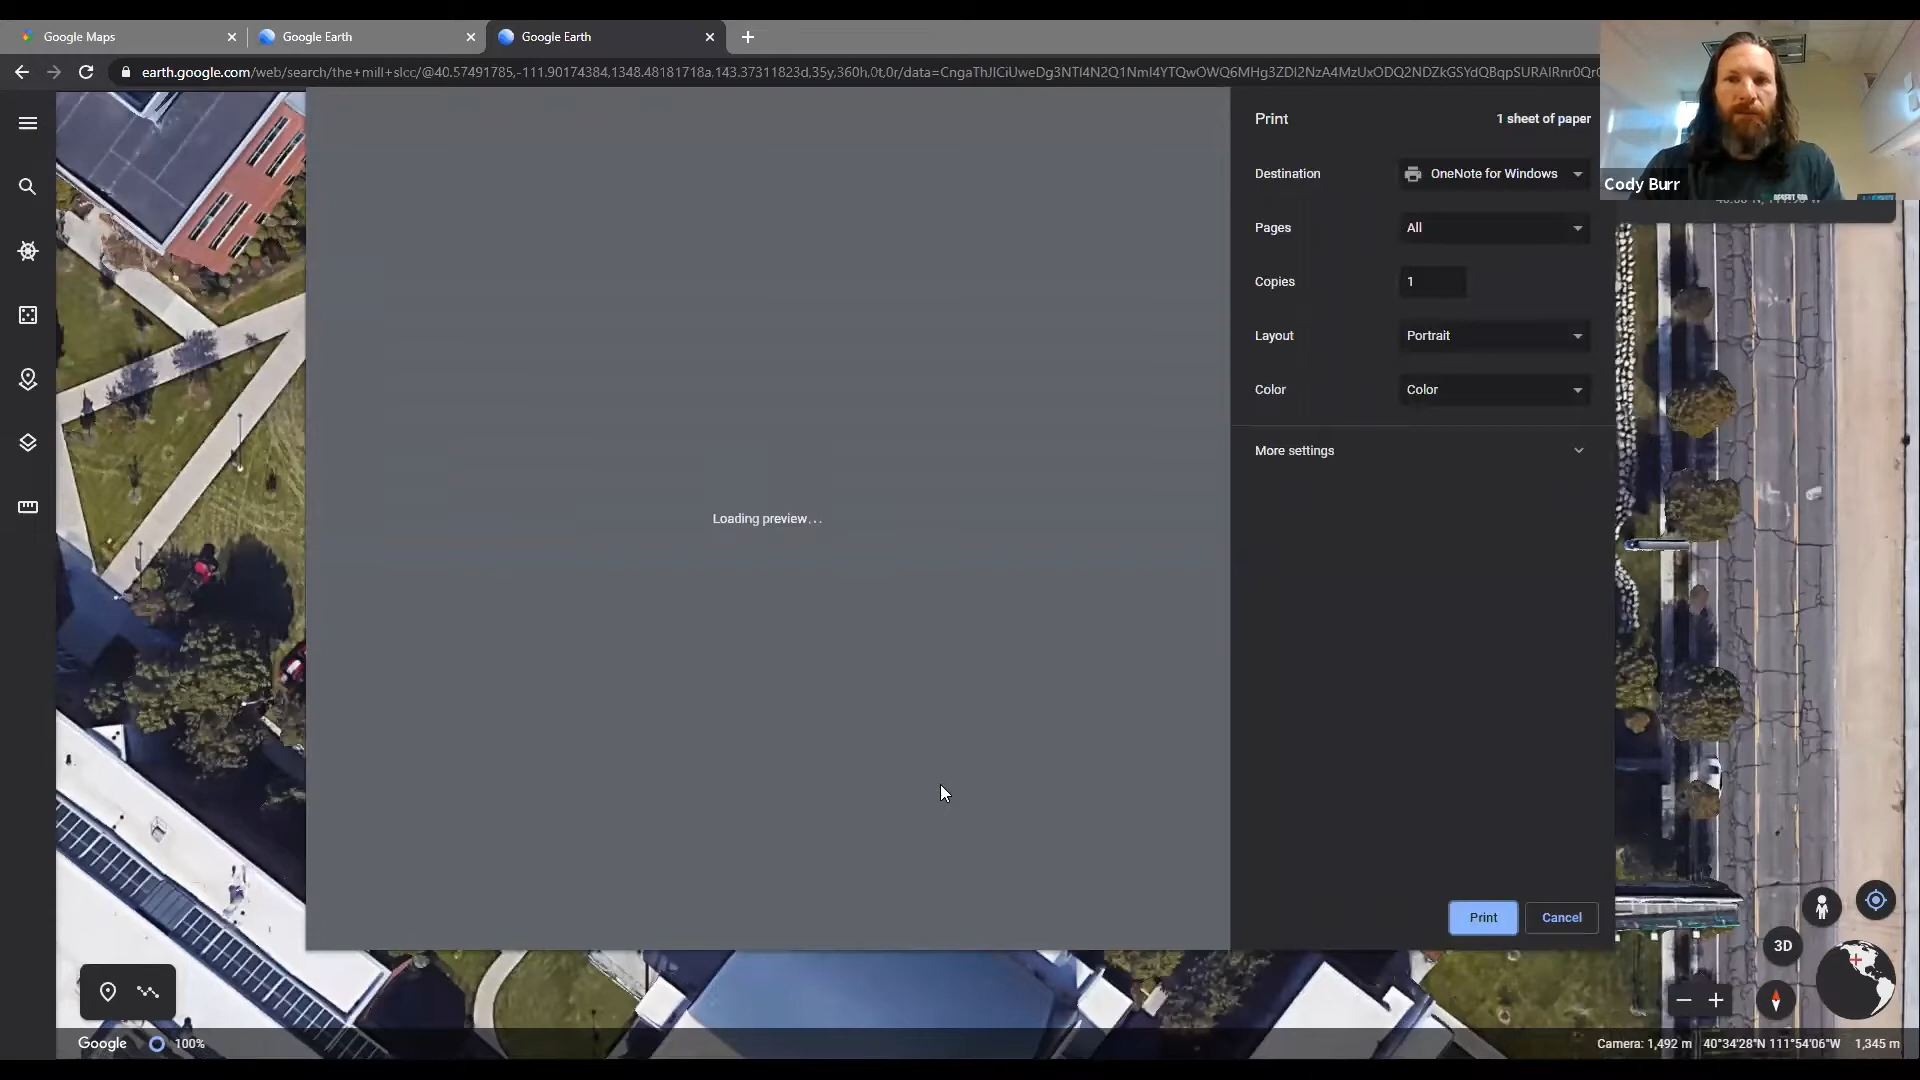 Google Maps
Google Earth
Google Earth
earth.google.com/web/search/the+mill+slcc/@40.57491785,-111.90174384,1348.48181718a,143.37311823d,35y,360h,0t,0r/data=
Print
1 sheet of paper
Destination
OneNote for Windows
Cody Burr
Pages
All
Copies
1
Layout
Portrait
Color
Color
More settings
Loading preview...
Print
Cancel
3D
Google
100%
Camera: 1,492 m
40°34'28"N 111°54'06"W
1,345 m